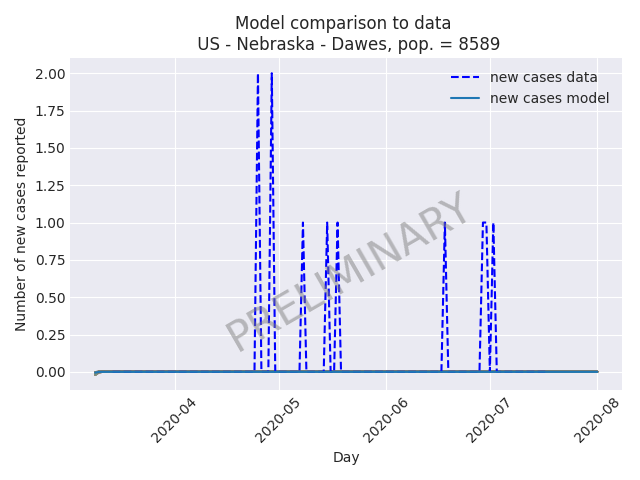 Model comparison to data
US - Nebraska - Dawes, pop. = 8589
new cases data
new cases model
Number of new cases reported
2.00
1.75
1.50
1.25
1.00
0.75
0.50
0.25
0.00
PRELIMINARY
2020-04
2020-05
2020-06
2020-07
2020-08
Day